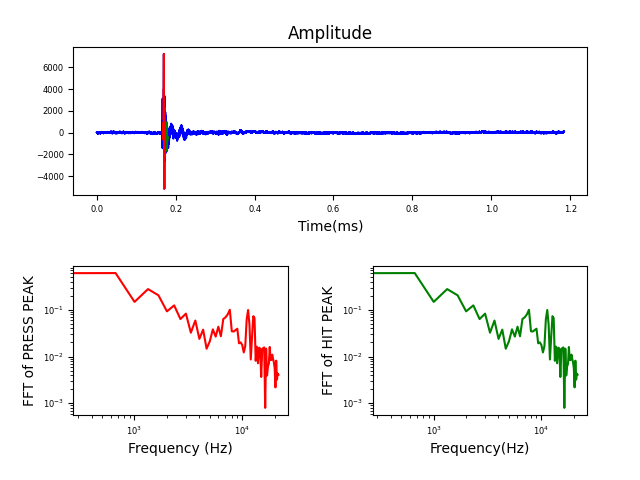 Amplitude
6000
4000
2000
0
−2000
−4000
0.0 0.2 0.4 0.6 0.8 1.0 1.2
Time(ms)
FFT of PRESS PEAK
10⁻¹
10⁻²
10⁻³
10³ 10⁴
Frequency (Hz)
FFT of HIT PEAK
10⁻¹
10⁻²
10⁻³
10³ 10⁴
Frequency(Hz)